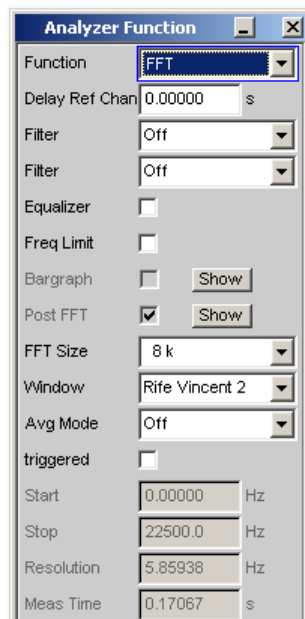 Analyzer Function
Function FFT
Delay Ref Chan 0.00000 s
Filter Off
Filter Off
Equalizer
Freq Limit
Bargraph Show
Post FFT Show
FFT Size 8 k
Window Rife Vincent 2
Avg Mode Off
triggered
Start 0.00000 Hz
Stop 22500.0 Hz
Resolution 5.85938 Hz
Meas Time 0.17067 s